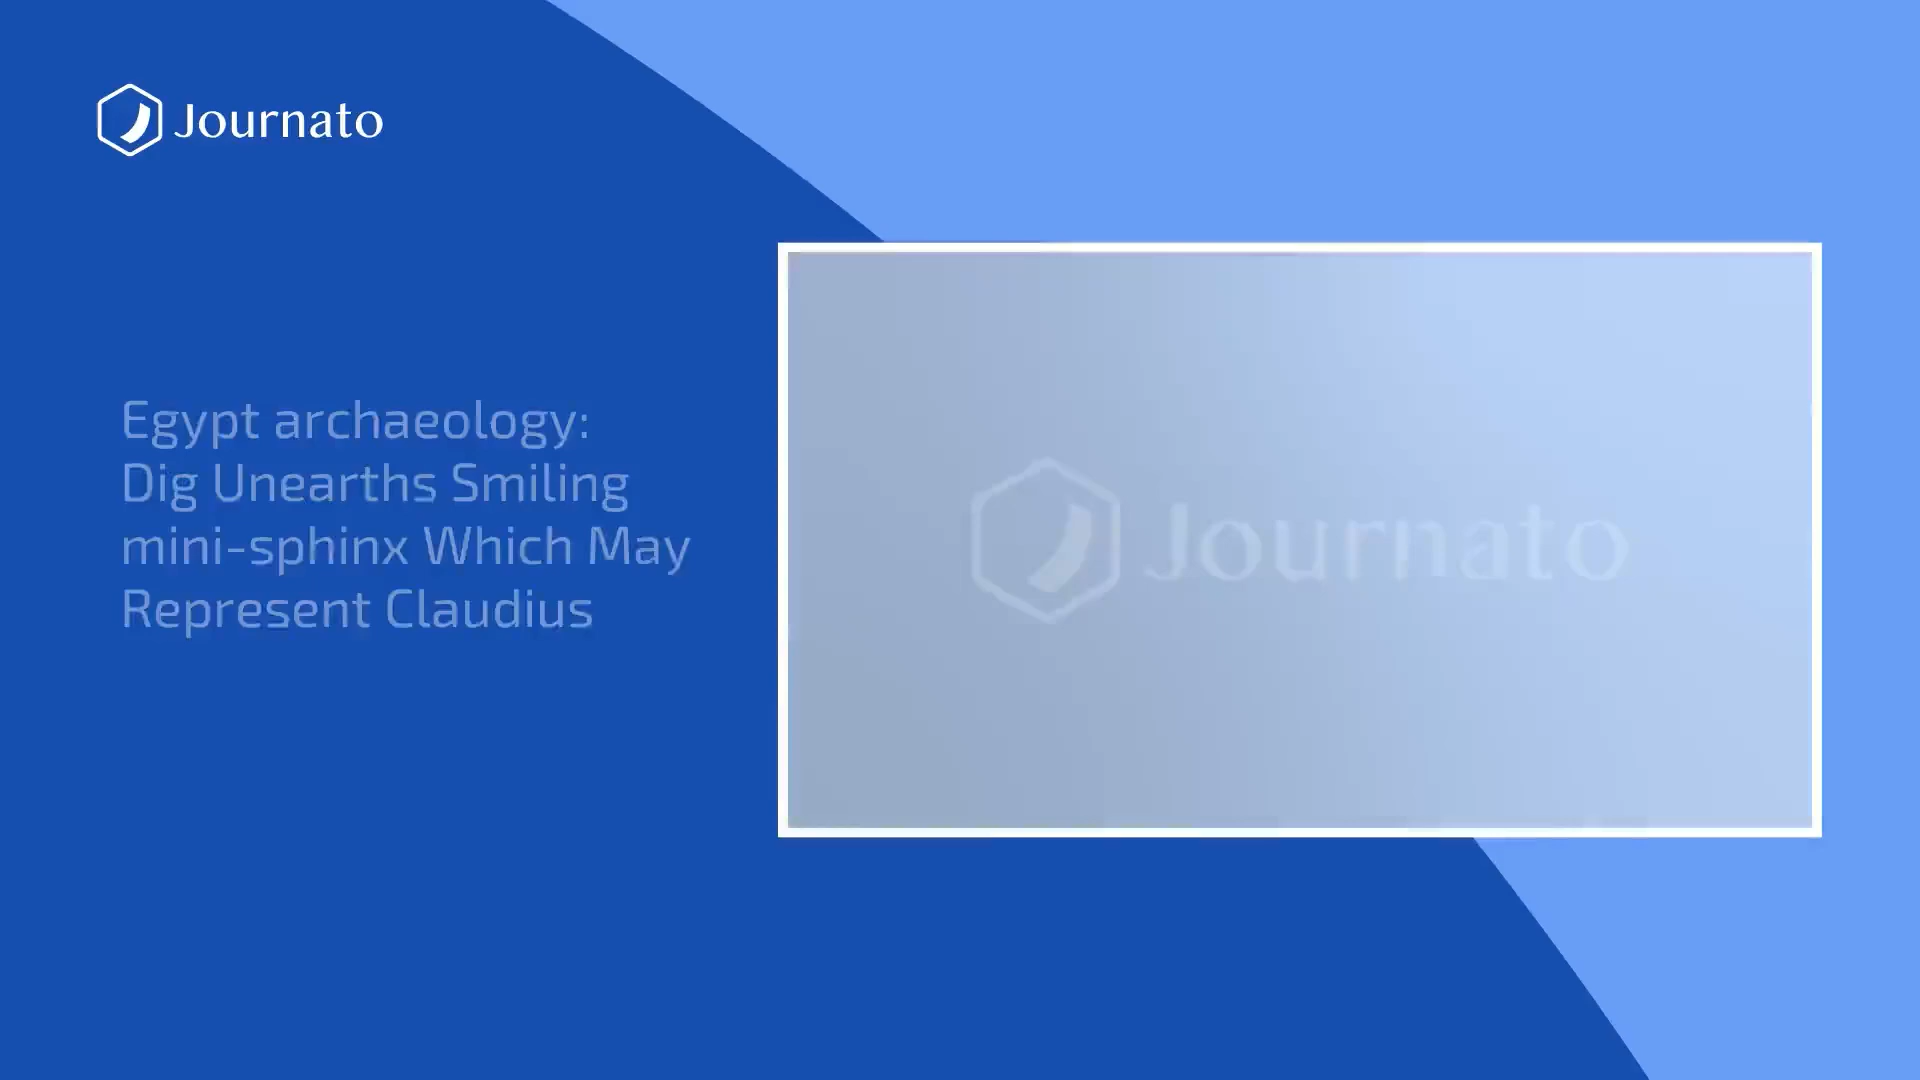 Journato
Egypt archaeology:
Dig Unearths Smiling
mini-sphinx Which May
Represent Claudius
Journato